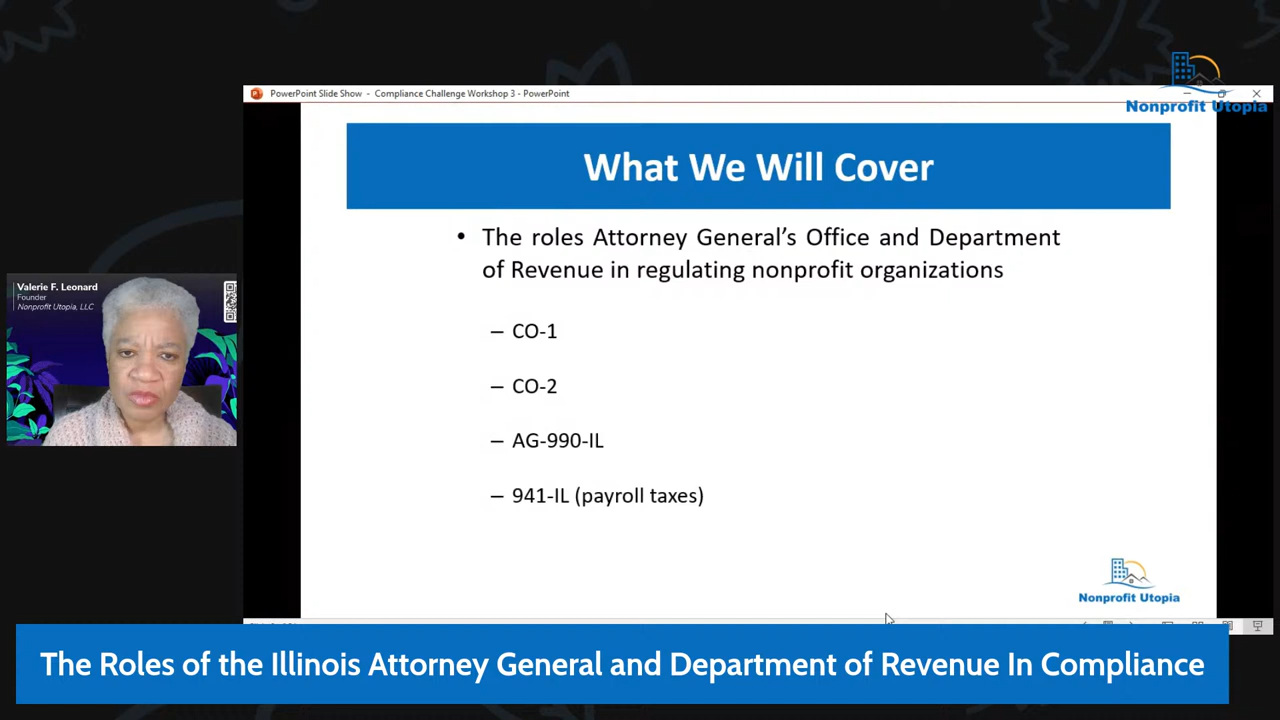 PowerPoint Slide Show - Compliance Challenge Workshop 3 - PowerPoint
Nonprofit Utopia
What We Will Cover
• The roles Attorney General’s Office and Department
of Revenue in regulating nonprofit organizations
– CO-1
– CO-2
– AG-990-IL
– 941-IL (payroll taxes)
Valerie F. Leonard
Founder
Nonprofit Utopia, LLC
Nonprofit Utopia
The Roles of the Illinois Attorney General and Department of Revenue In Compliance